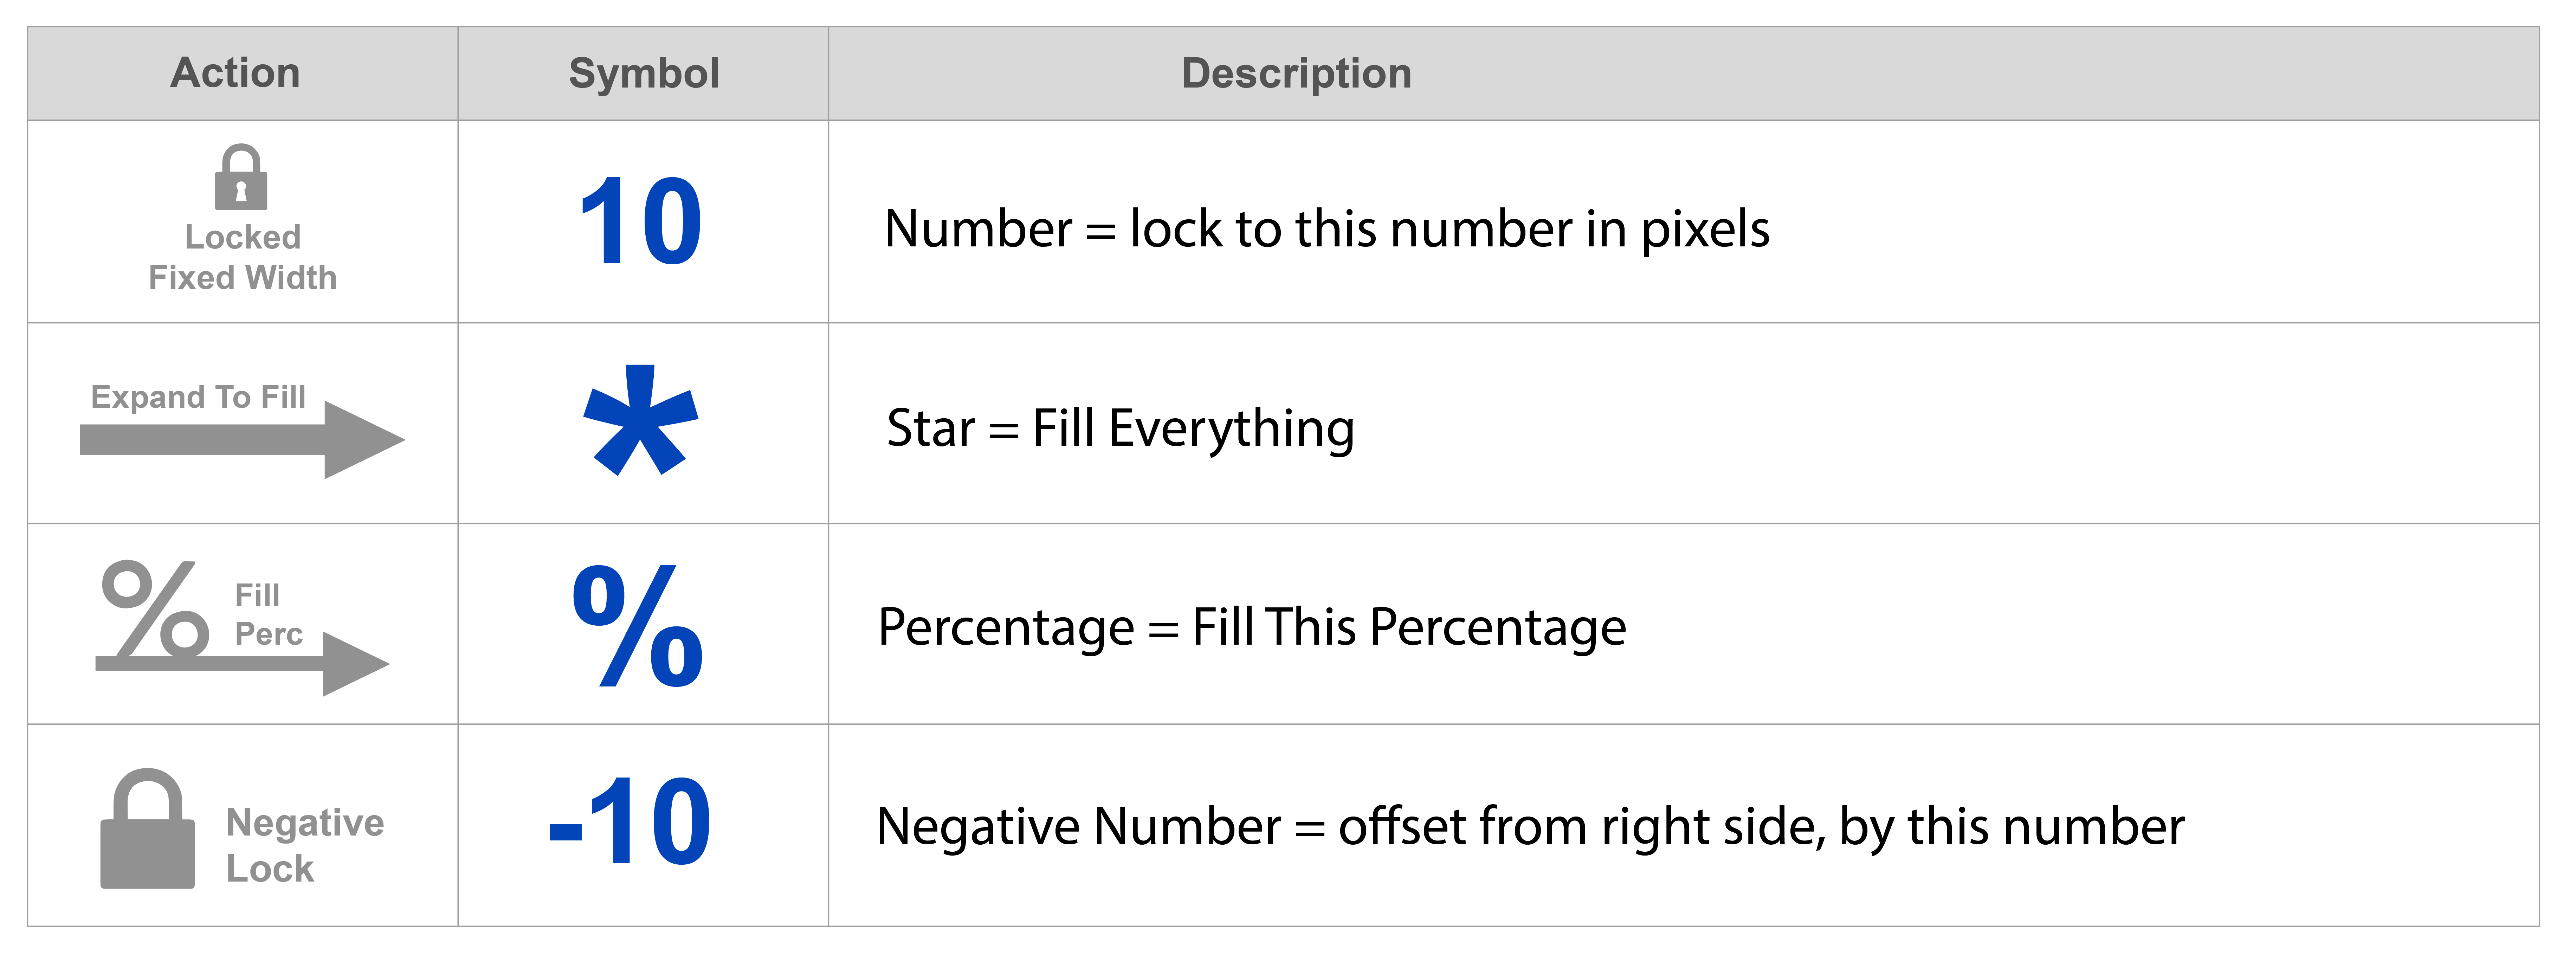 Action Symbol Description
Locked
Fixed Width
10
Number = lock to this number in pixels
Expand To Fill
*
Star = Fill Everything
%
Fill
Perc
%
Percentage = Fill This Percentage
Negative
Lock
-10
Negative Number = offset from right side, by this number